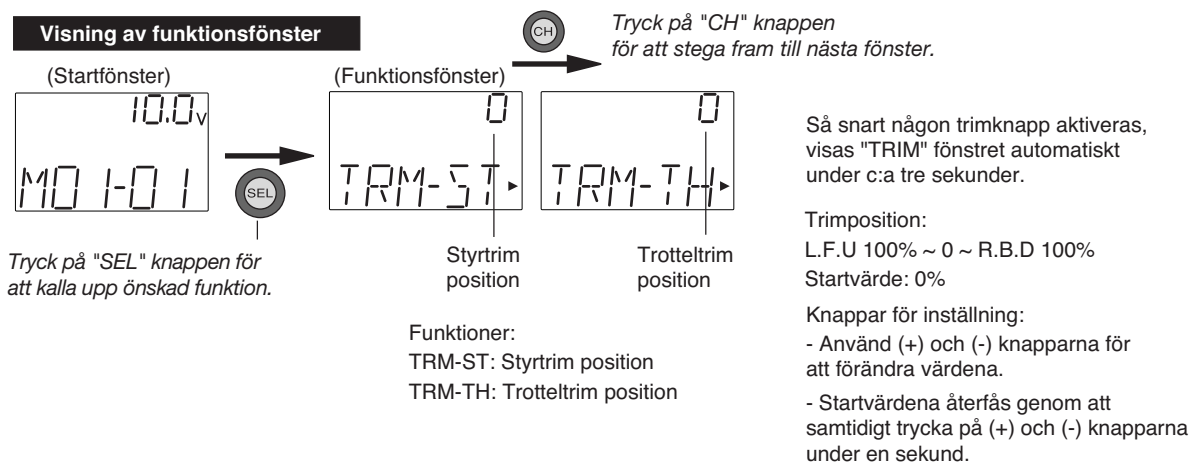 Visning av funktionsfönster
CH
Tryck på "CH" knappen
för att stega fram till nästa fönster.
(Startfönster)
(Funktionsfönster)
10.0V
M01-01
SEL
0
TRM-ST
0
TRM-TH
Tryck på "SEL" knappen för
att kalla upp önskad funktion.
Styrtrim
position
Trotteltrim
position
Funktioner:
TRM-ST: Styrtrim position
TRM-TH: Trotteltrim position
Så snart någon trimknapp aktiveras,
visas "TRIM" fönstret automatiskt
under c:a tre sekunder.
Trimposition:
L.F.U 100% ~ 0 ~ R.B.D 100%
Startvärde: 0%
Knappar för inställning:
- Använd (+) och (-) knapparna för
att förändra värdena.
- Startvärdena återfås genom att
samtidigt trycka på (+) och (-) knapparna
under en sekund.